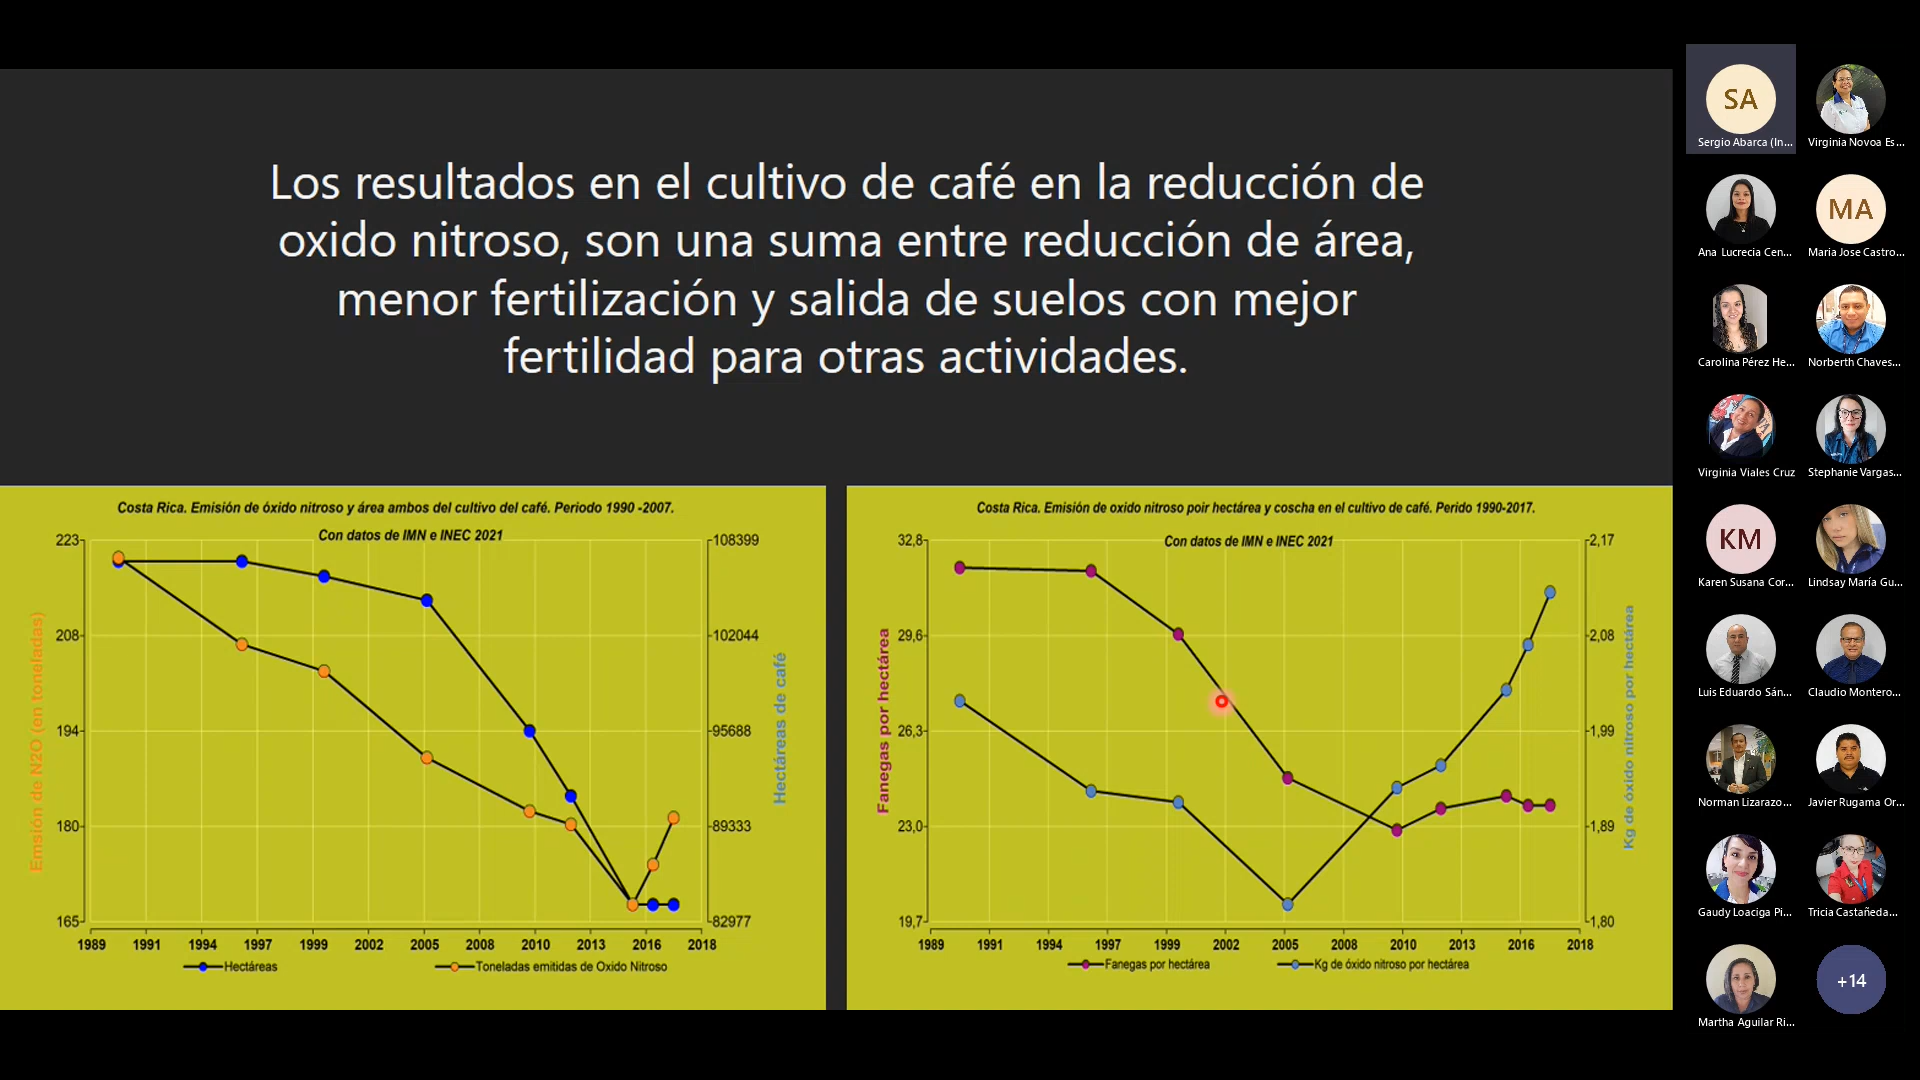 Los resultados en el cultivo de café en la reducción de
oxido nitroso, son una suma entre reducción de área,
menor fertilización y salida de suelos con mejor
fertilidad para otras actividades.
Costa Rica. Emisión de óxido nitroso y área ambos del cultivo del café. Periodo 1990 -2007.
Con datos de IMN e INEC 2021
223
208
194
180
165
Emsión de N2O (en toneladas)
108399
102044
95688
89333
82977
Hectáreas de café
1989 1991 1994 1997 1999 2002 2005 2008 2010 2013 2016 2018
Hectáreas
Toneladas emitidas de Oxido Nitroso
Costa Rica. Emisión de oxido nitroso poir hectárea y coscha en el cultivo de café. Perido 1990-2017.
Con datos de IMN e INEC 2021
32,8
29,6
26,3
23,0
19,7
Fanegas por hectárea
2,17
2,08
1,99
1,89
1,80
Kg de óxido nitroso por hectárea
1989 1991 1994 1997 1999 2002 2005 2008 2010 2013 2016 2018
Fanegas por hectárea
Kg de óxido nitroso por hectárea
SA
Sergio Abarca (In...
Virginia Novoa Es...
Ana Lucrecia Cen...
MA
Maria Jose Castro...
Carolina Pérez He...
Norberth Chaves...
Virginia Viales Cruz
Stephanie Vargas...
KM
Karen Susana Cor...
Lindsay María Gu...
Luis Eduardo Sán...
Claudio Montero...
Norman Lizarazo...
Javier Rugama Or...
Gaudy Loaciga Pi...
Tricia Castañeda...
Martha Aguilar Ri...
+14